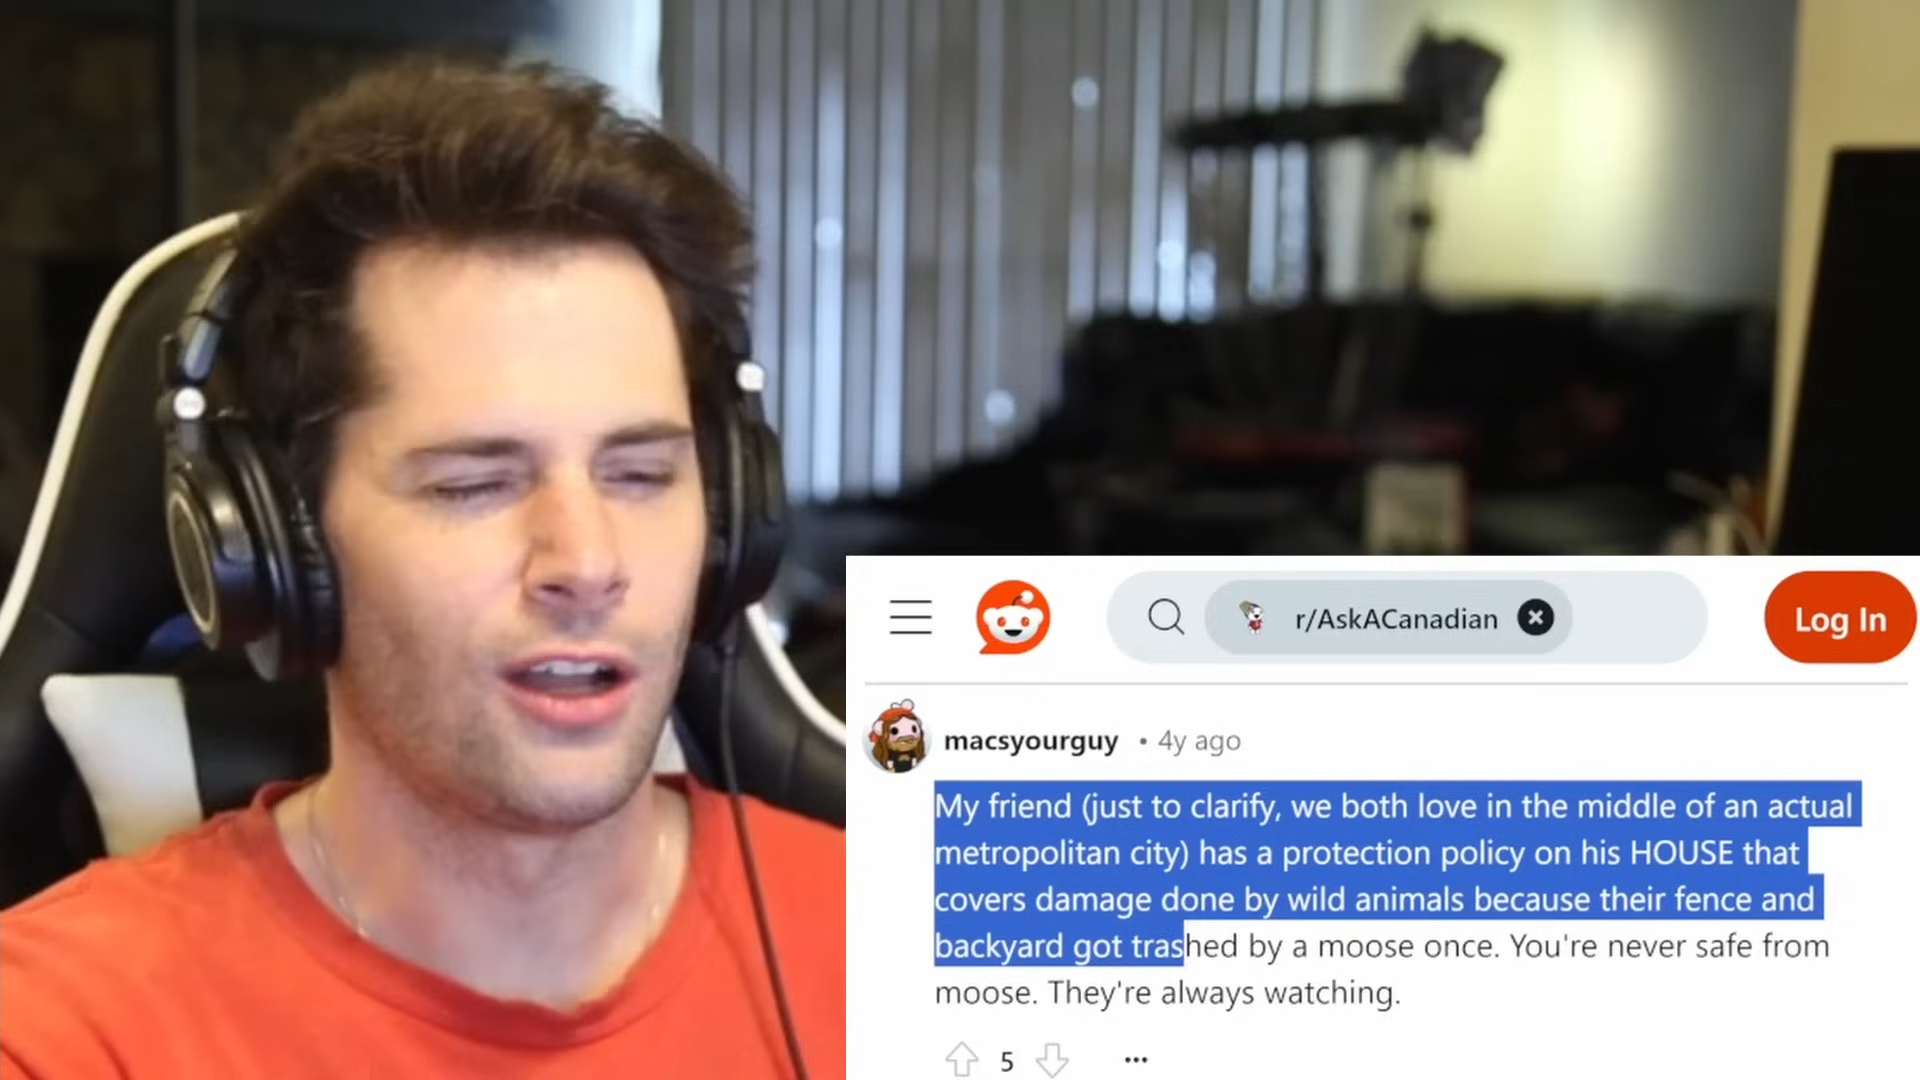 r/AskACanadian
Log In
macsyourguy • 4y ago
My friend (just to clarify, we both love in the middle of an actual
metropolitan city) has a protection policy on his HOUSE that
covers damage done by wild animals because their fence and
backyard got trashed by a moose once. You're never safe from
moose. They're always watching.
5